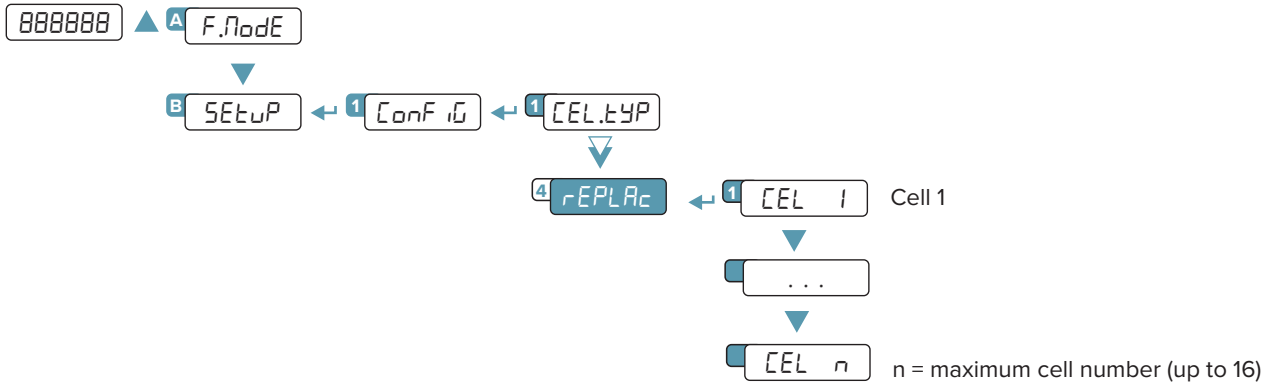 888888 A F.ModE
B SEtuP 1 ConFiG 1 CEL.tYP
4 rEPLAc 1 CEL 1 Cell 1
...
CEL n n = maximum cell number (up to 16)